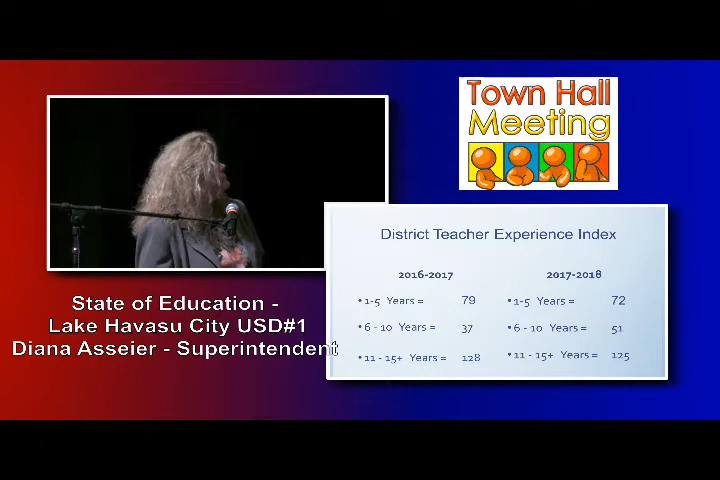 Town Hall
Meeting
District Teacher Experience Index
2016-2017 2017-2018
• 1-5 Years = 79 • 1-5 Years = 72
• 6 - 10 Years = 37 • 6 - 10 Years = 51
• 11 - 15+ Years = 128 • 11 - 15+ Years = 125
State of Education -
Lake Havasu City USD#1
Diana Asseier - Superintendent